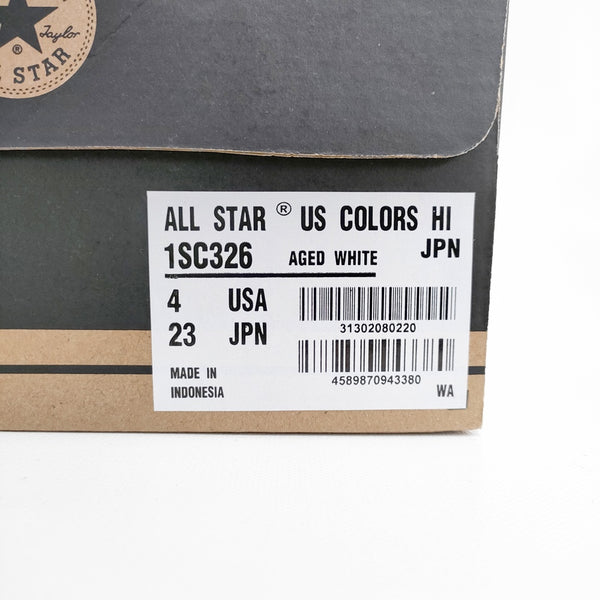 Taylor
®
STAR
ALL STAR ® US COLORS HI
1SC326 AGED WHITE JPN
4 USA
23 JPN
31302080220
4589870943380
MADE IN
INDONESIA
WA